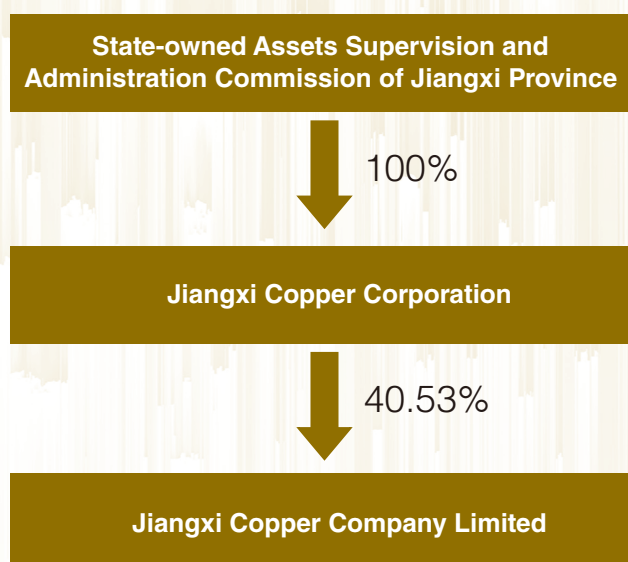 State-owned Assets Supervision and
Administration Commission of Jiangxi Province
100%
Jiangxi Copper Corporation
40.53%
Jiangxi Copper Company Limited